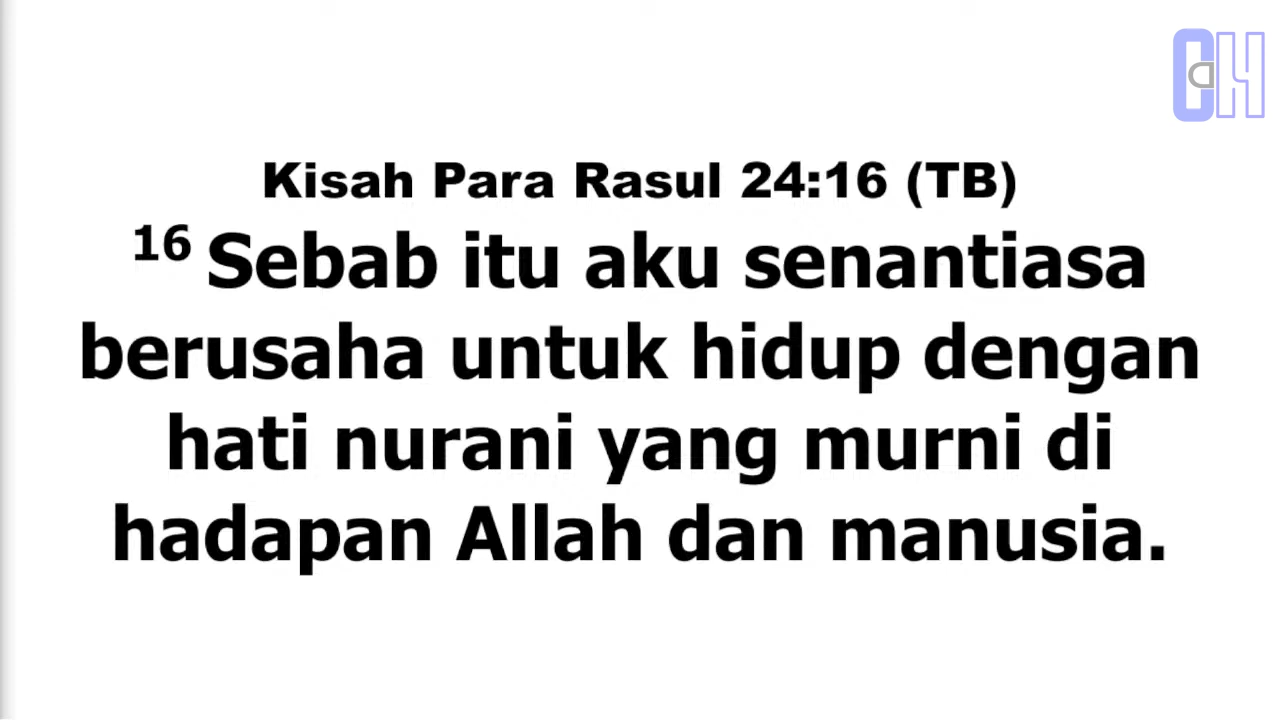 CDH
Kisah Para Rasul 24:16 (TB)
16 Sebab itu aku senantiasa
berusaha untuk hidup dengan
hati nurani yang murni di
hadapan Allah dan manusia.